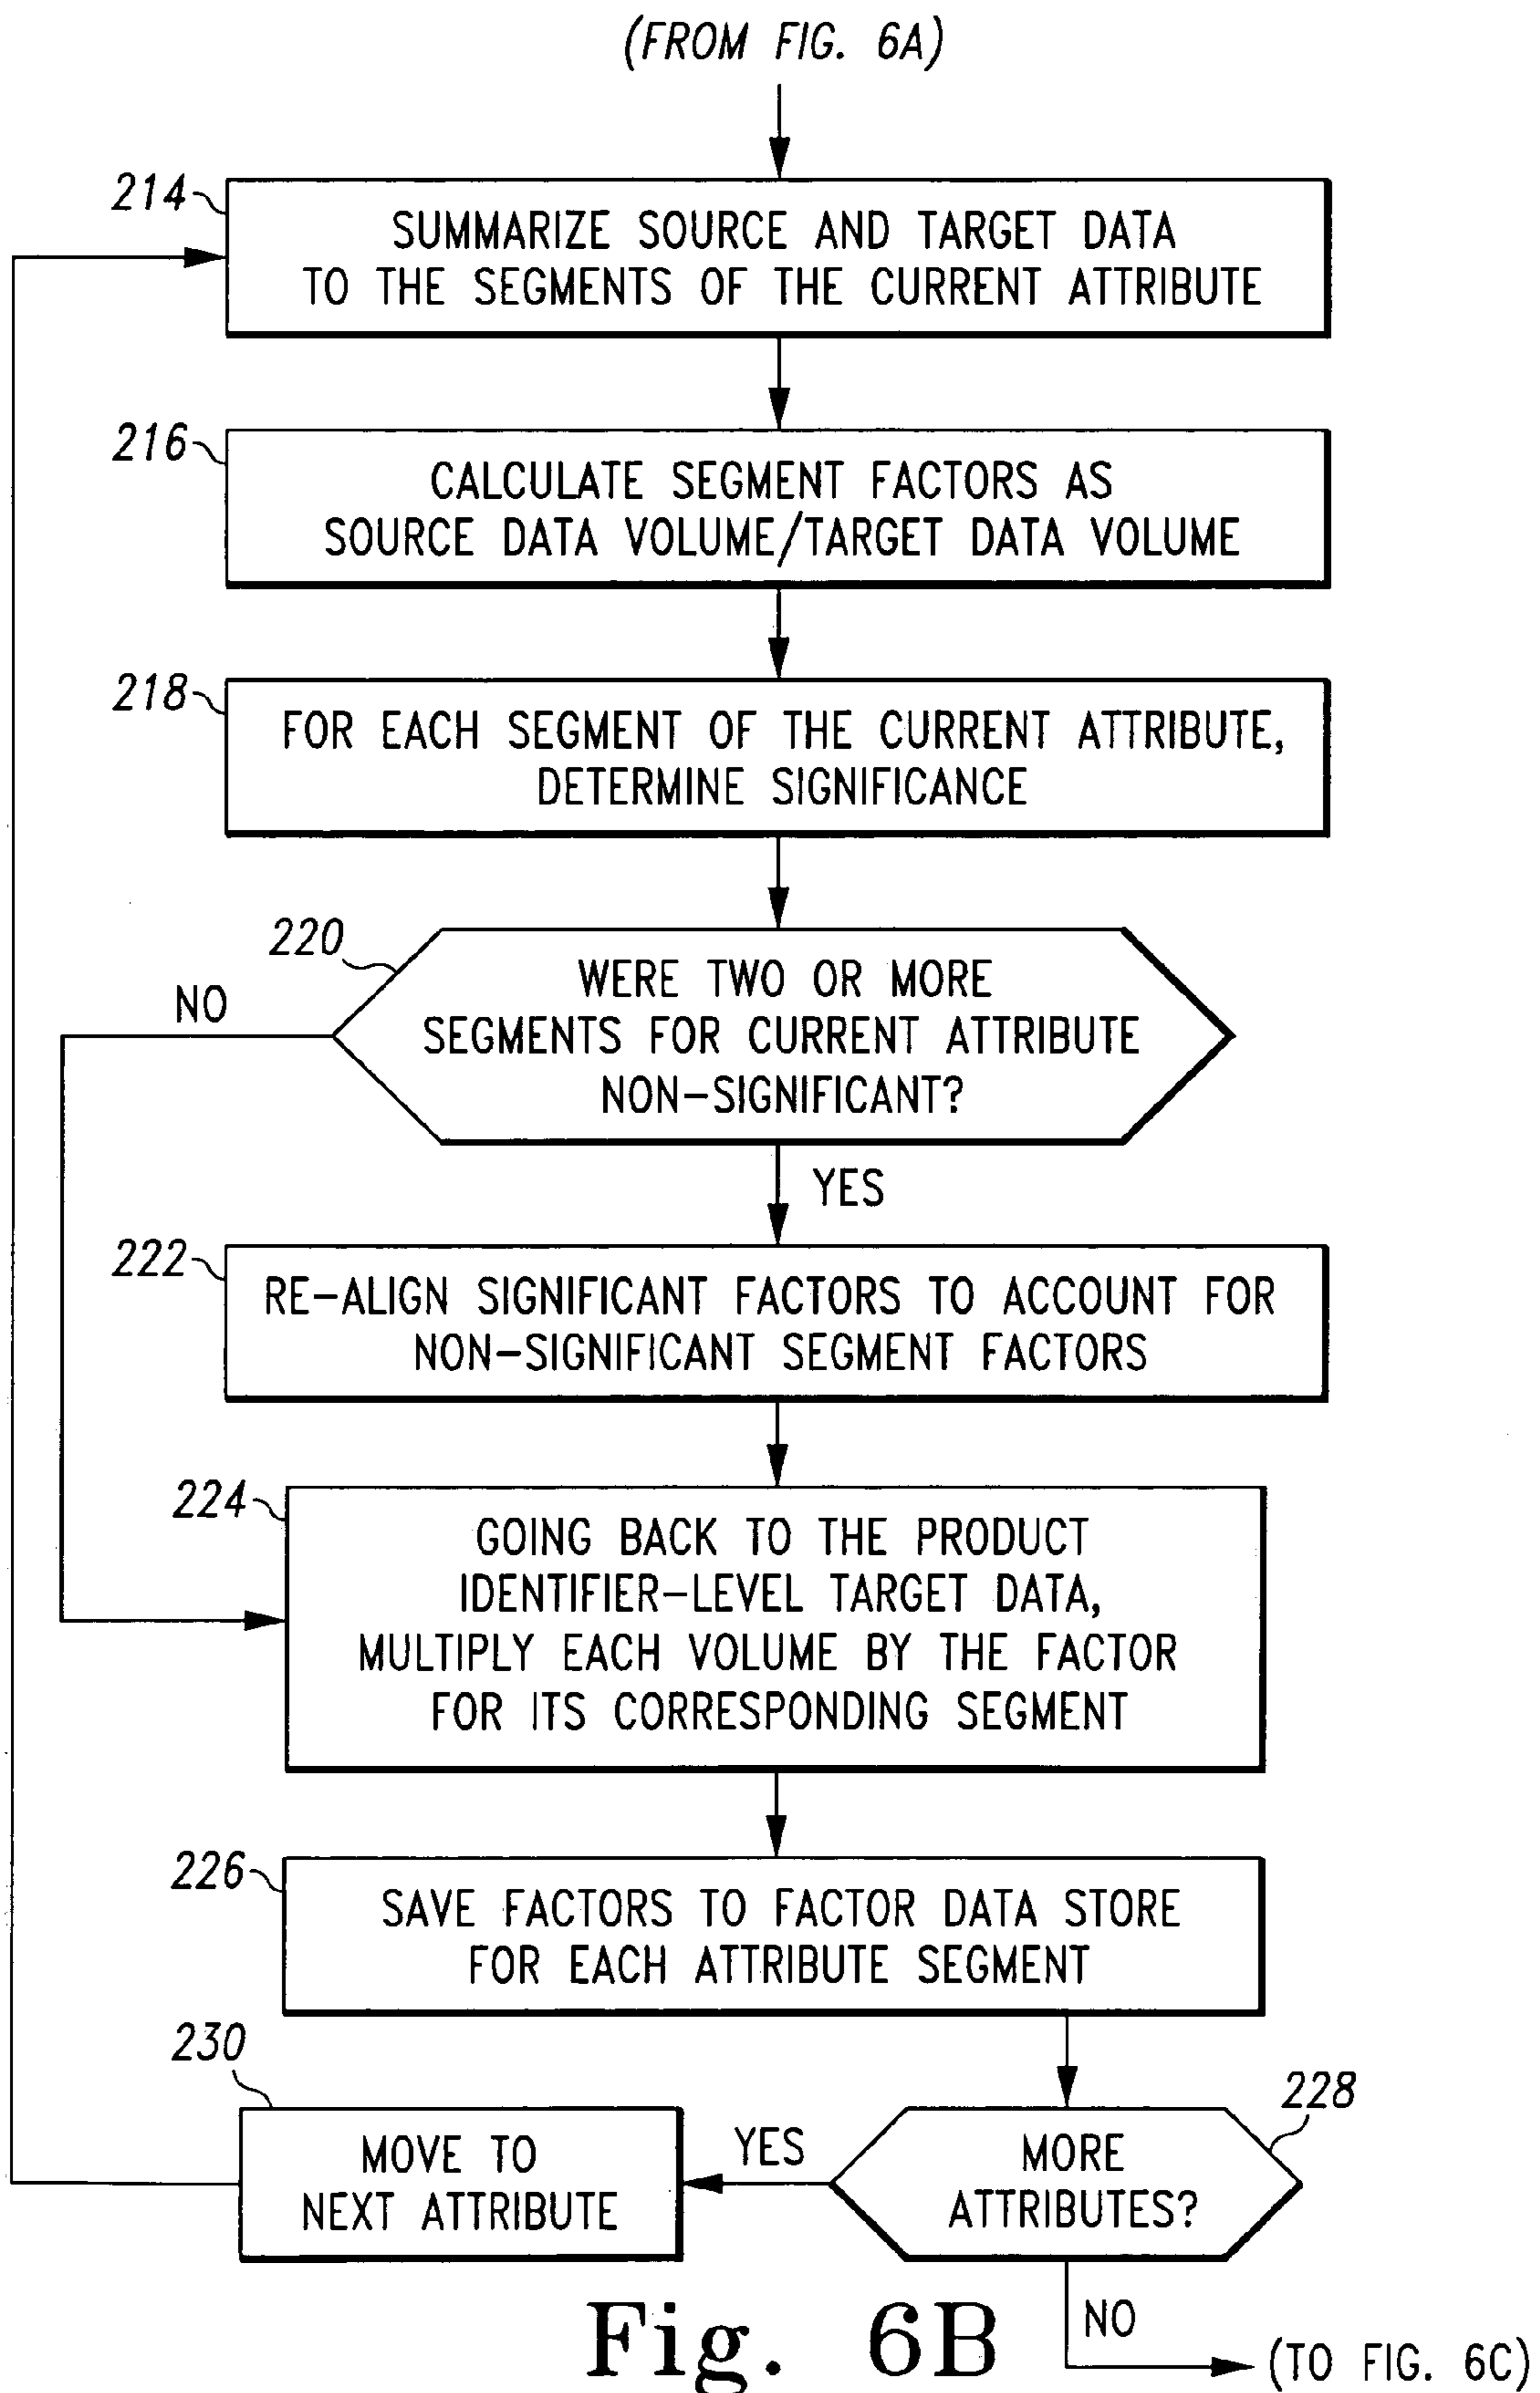 (FROM FIG. 6A)
214
SUMMARIZE SOURCE AND TARGET DATA
TO THE SEGMENTS OF THE CURRENT ATTRIBUTE
216
CALCULATE SEGMENT FACTORS AS
SOURCE DATA VOLUME/TARGET DATA VOLUME
218
FOR EACH SEGMENT OF THE CURRENT ATTRIBUTE,
DETERMINE SIGNIFICANCE
220
WERE TWO OR MORE
SEGMENTS FOR CURRENT ATTRIBUTE
NON-SIGNIFICANT?
NO
YES
222
RE-ALIGN SIGNIFICANT FACTORS TO ACCOUNT FOR
NON-SIGNIFICANT SEGMENT FACTORS
224
GOING BACK TO THE PRODUCT
IDENTIFIER-LEVEL TARGET DATA,
MULTIPLY EACH VOLUME BY THE FACTOR
FOR ITS CORRESPONDING SEGMENT
226
SAVE FACTORS TO FACTOR DATA STORE
FOR EACH ATTRIBUTE SEGMENT
228
MORE
ATTRIBUTES?
YES
230
MOVE TO
NEXT ATTRIBUTE
NO
(TO FIG. 6C)
Fig. 6B